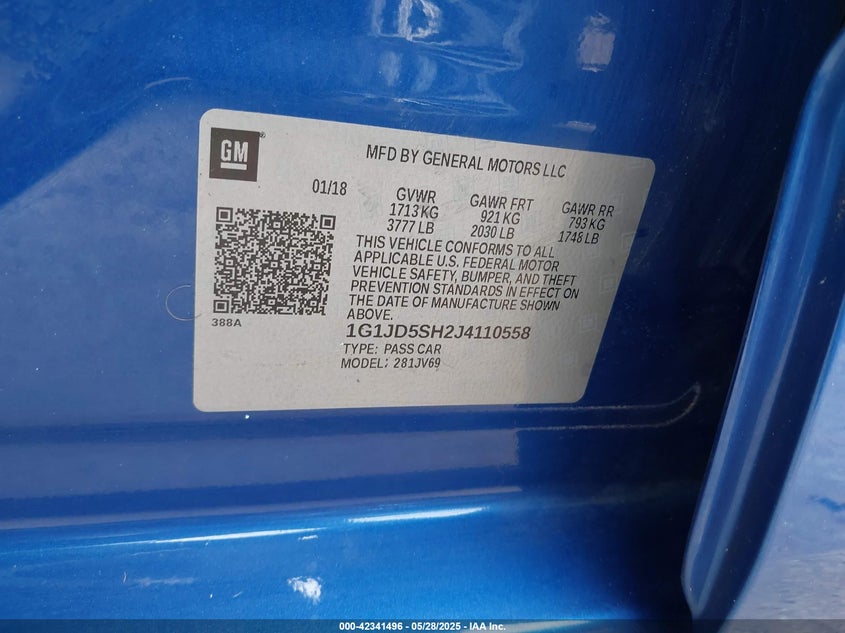 GM
MFD BY GENERAL MOTORS LLC
01/18
GVWR GAWR FRT GAWR RR
1713 KG 921 KG 793 KG
3777 LB 2030 LB 1748 LB
THIS VEHICLE CONFORMS TO ALL
APPLICABLE U.S. FEDERAL MOTOR
VEHICLE SAFETY, BUMPER, AND THEFT
PREVENTION STANDARDS IN EFFECT ON
THE DATE OF MANUFACTURE SHOWN
ABOVE.
388A
1G1JD5SH2J4110558
TYPE: PASS CAR
MODEL: 281JV69
000-42341496 - 05/28/2025 - IAA Inc.